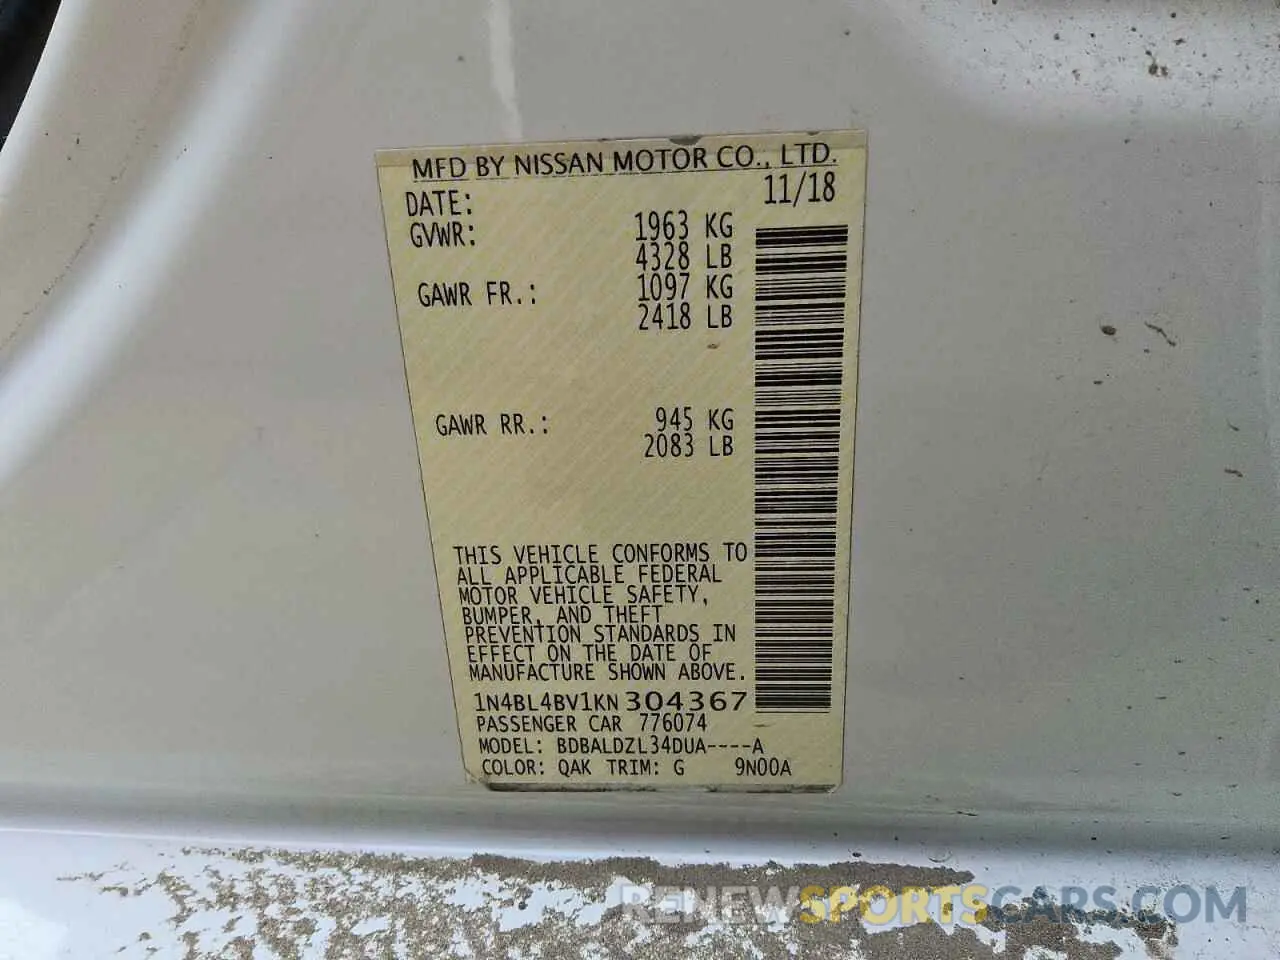 MFD BY NISSAN MOTOR CO., LTD.
DATE: 11/18
GVWR: 1963 KG
4328 LB
GAWR FR.: 1097 KG
2418 LB
GAWR RR.: 945 KG
2083 LB
THIS VEHICLE CONFORMS TO
ALL APPLICABLE FEDERAL
MOTOR VEHICLE SAFETY,
BUMPER, AND THEFT
PREVENTION STANDARDS IN
EFFECT ON THE DATE OF
MANUFACTURE SHOWN ABOVE.
1N4BL4BV1KN304367
PASSENGER CAR 776074
MODEL: BDBALDZL34DUA----A
COLOR: QAK TRIM: G 9N00A
RENEWSPORTSCARS.COM